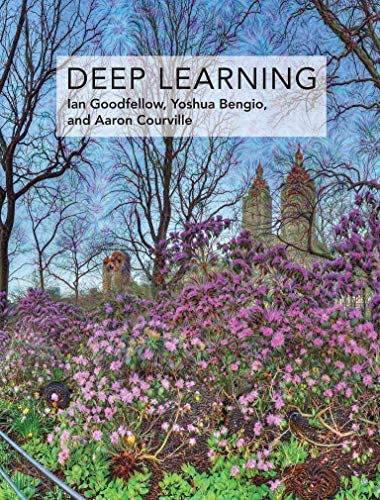 DEEP LEARNING
Ian Goodfellow, Yoshua Bengio,
and Aaron Courville